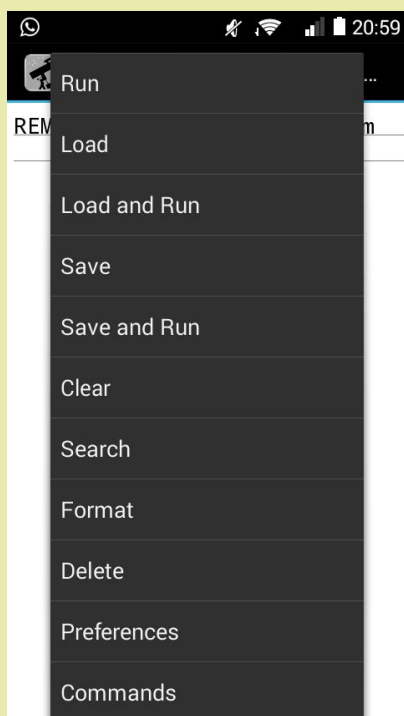 20:59
...
Run
REM m
Load
Load and Run
Save
Save and Run
Clear
Search
Format
Delete
Preferences
Commands